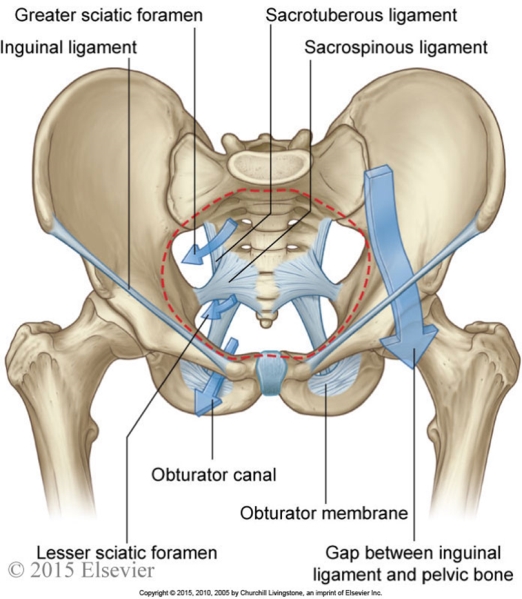 Greater sciatic foramen
Sacrotuberous ligament
Inguinal ligament
Sacrospinous ligament
Obturator canal
Obturator membrane
Lesser sciatic foramen
Gap between inguinal
ligament and pelvic bone
© 2015 Elsevier
Copyright © 2015, 2010, 2005 by Churchill Livingstone, an imprint of Elsevier Inc.